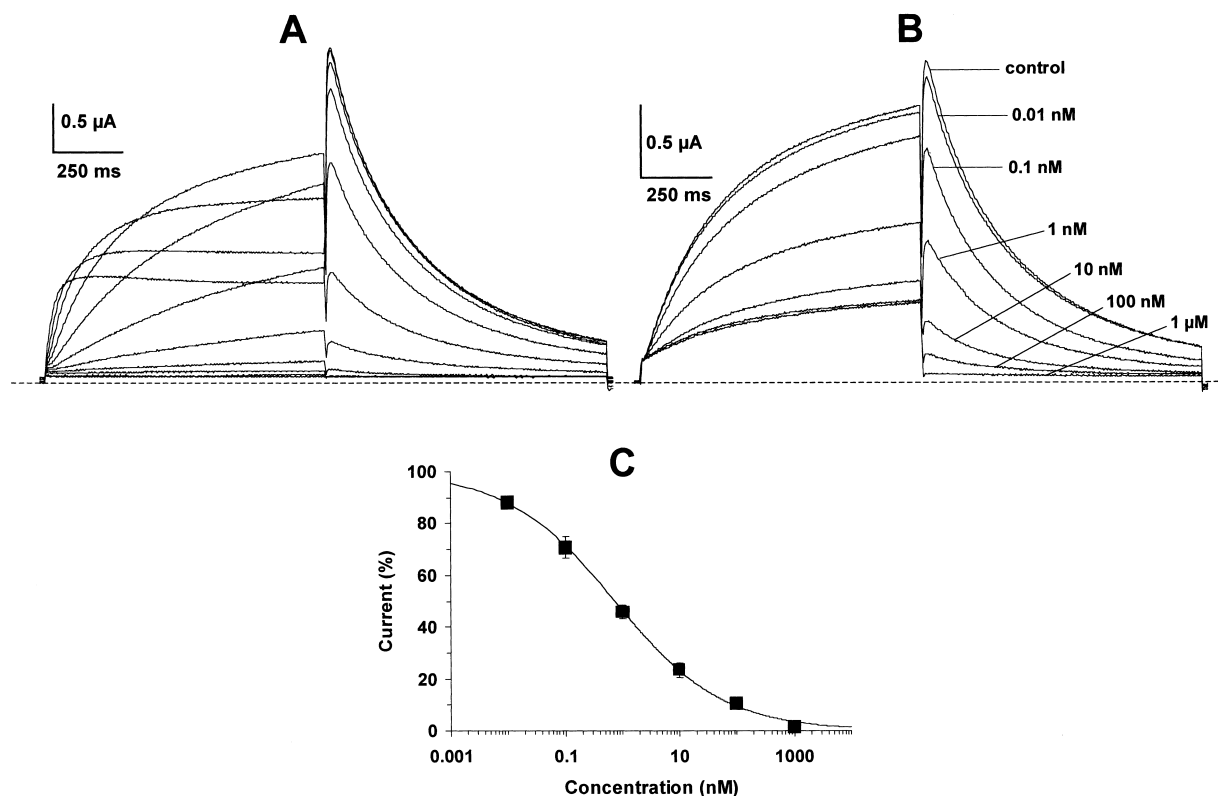 A
0.5 µA
250 ms
B
0.5 µA
250 ms
control
0.01 nM
0.1 nM
1 nM
10 nM
100 nM
1 µM
C
100
80
60
40
20
0
Current (%)
0.001
0.1
10
1000
Concentration (nM)